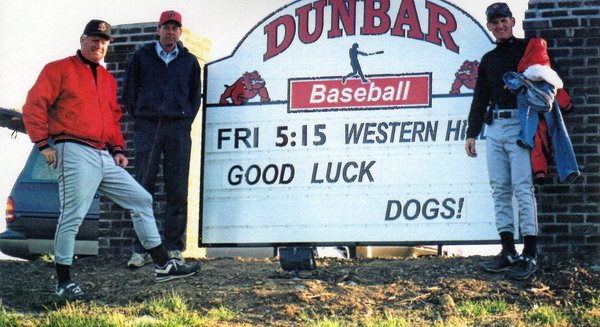 DUNBAR
Baseball
FRI 5:15 WESTERN
GOOD LUCK
DOGS!